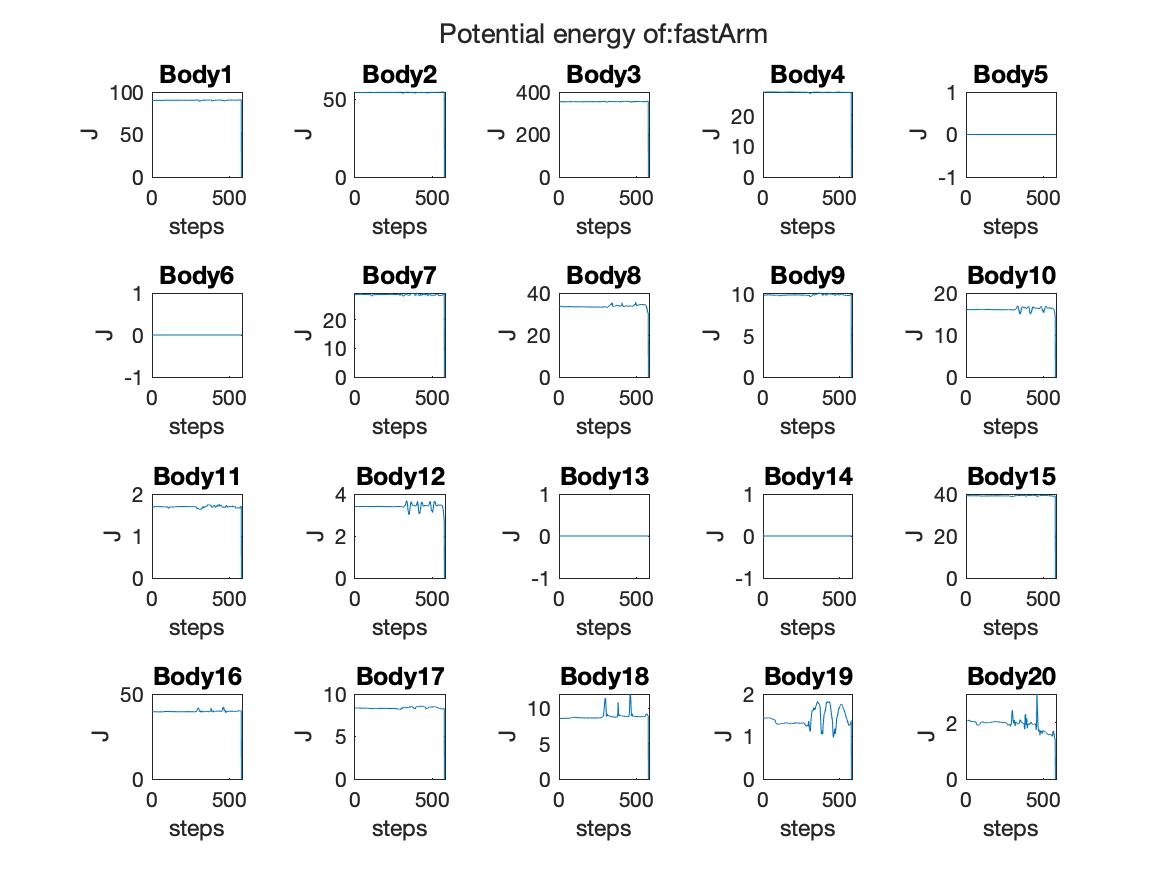 Potential energy of:fastArm
Body1 Body2 Body3 Body4 Body5
100 50 400 20 1
J 50 J 0 J 200 J 10 J 0
0 0 0 -1
0 500 0 500 0 500 0 500 0 500
steps steps steps steps steps
Body6 Body7 Body8 Body9 Body10
1 20 40 10 20
J 0 J 10 J 20 J 5 J 10
-1 0 0 0 0
0 500 0 500 0 500 0 500 0 500
steps steps steps steps steps
Body11 Body12 Body13 Body14 Body15
2 4 1 1 40
J 1 J 2 J 0 J 0 J 20
0 0 -1 -1 0
0 500 0 500 0 500 0 500 0 500
steps steps steps steps steps
Body16 Body17 Body18 Body19 Body20
50 10 10 2 2
J J 5 J 5 J 1 J
0 0 0 0 0
0 500 0 500 0 500 0 500 0 500
steps steps steps steps steps